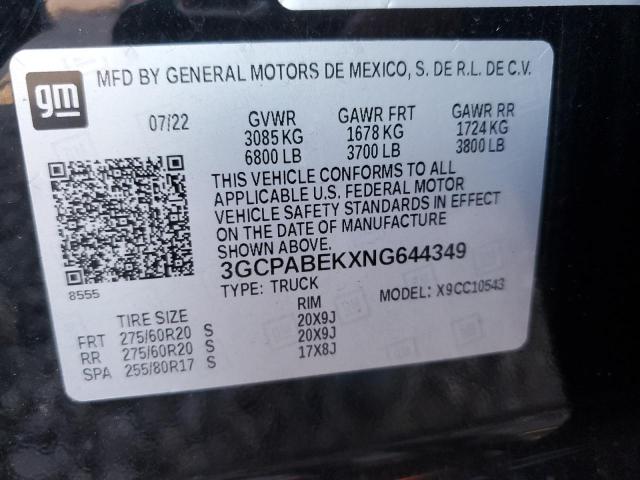 gm
MFD BY GENERAL MOTORS DE MEXICO, S. DE R.L. DE C.V.
07/22 GVWR GAWR FRT GAWR RR
3085 KG 1678 KG 1724 KG
6800 LB 3700 LB 3800 LB
THIS VEHICLE CONFORMS TO ALL
APPLICABLE U.S. FEDERAL MOTOR
VEHICLE SAFETY STANDARDS IN EFFECT
ON THE DATE OF MANUFACTURE
3GCPABEKXNG644349
8555 TYPE: TRUCK MODEL: X9CC10543
TIRE SIZE RIM
FRT 275/60R20 S 20X9J
RR 275/60R20 S 20X9J
SPA 255/80R17 S 17X8J